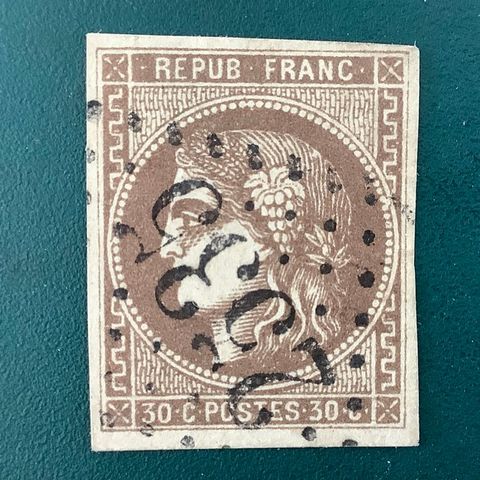 REPUB · FRANC ·
30 · C · POSTES · 30 · C ·